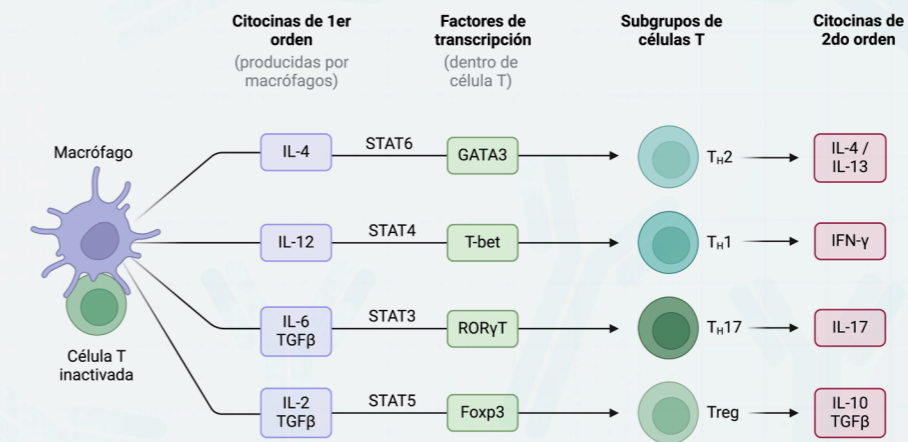 Citocinas de 1er
orden
(producidas por
macrófagos)
Factores de
transcripción
(dentro de
célula T)
Subgrupos de
células T
Citocinas de
2do orden
Macrófago
Célula T
inactivada
IL-4
STAT6
GATA3
TH2
IL-4 /
IL-13
IL-12
STAT4
T-bet
TH1
IFN-γ
IL-6
TGFβ
STAT3
RORγT
TH17
IL-17
IL-2
TGFβ
STAT5
Foxp3
Treg
IL-10
TGFβ